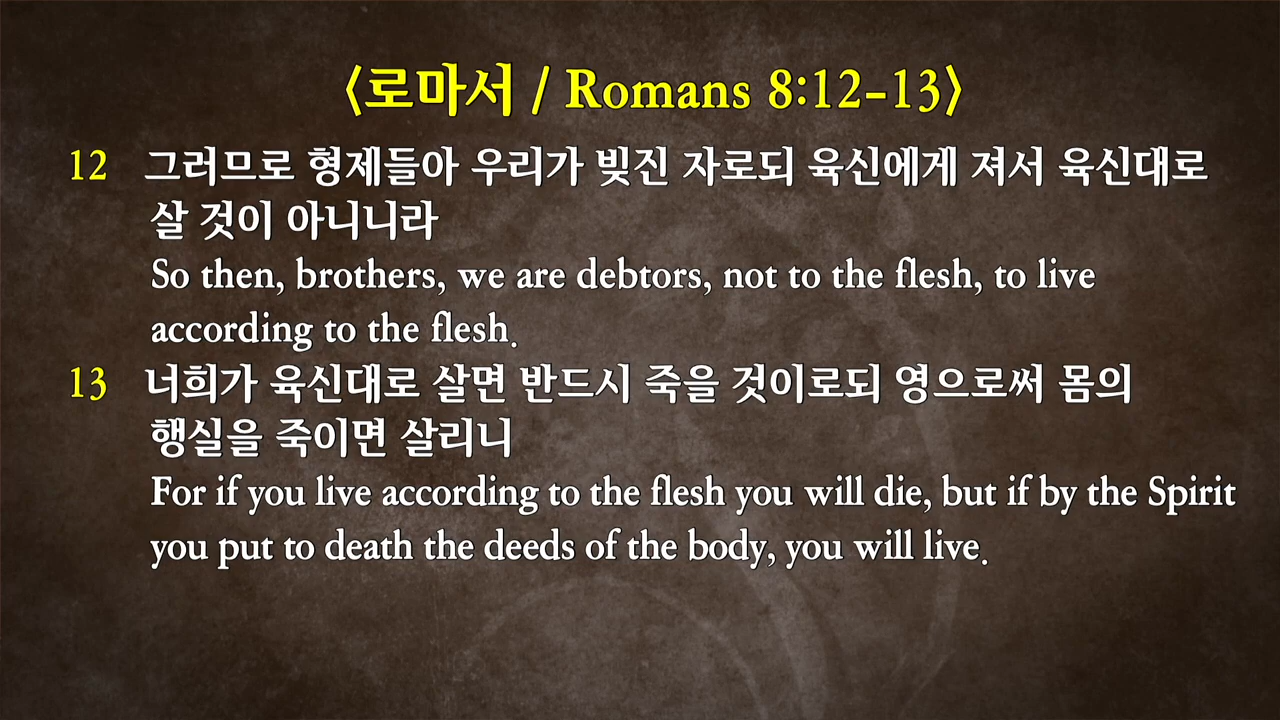 <로마서 / Romans 8:12-13>
12 그러므로 형제들아 우리가 빚진 자로되 육신에게 져서 육신대로
살 것이 아니니라
So then, brothers, we are debtors, not to the flesh, to live
according to the flesh.
13 너희가 육신대로 살면 반드시 죽을 것이로되 영으로써 몸의
행실을 죽이면 살리니
For if you live according to the flesh you will die, but if by the Spirit
you put to death the deeds of the body, you will live.